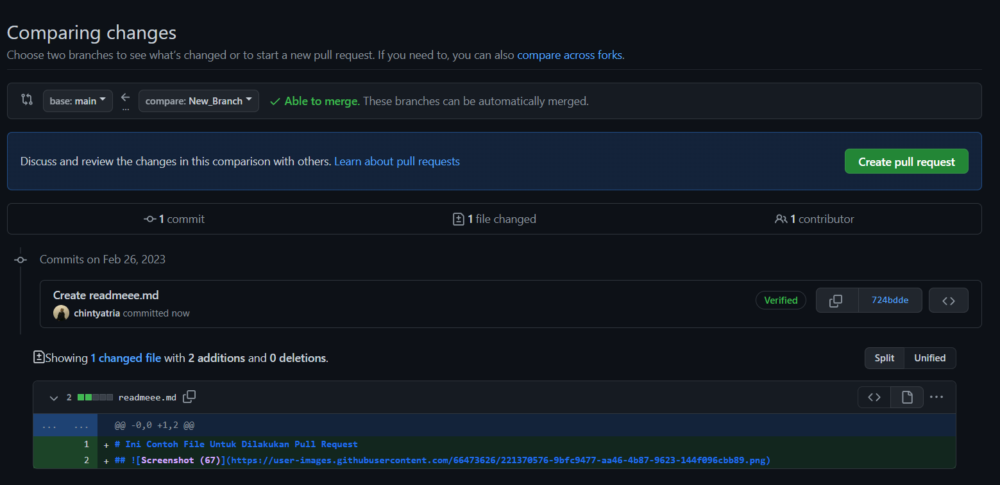 Comparing changes
Choose two branches to see what's changed or to start a new pull request. If you need to, you can also compare across forks.
base: main ← ... compare: New_Branch ✓ Able to merge. These branches can be automatically merged.
Discuss and review the changes in this comparison with others. Learn about pull requests Create pull request
1 commit 1 file changed 1 contributor
Commits on Feb 26, 2023
Create readmeee.md
chintyatria committed now
Verified 724bdde <>
Showing 1 changed file with 2 additions and 0 deletions. Split Unified
2 readmeee.md <> ...
... ... @@ -0,0 +1,2 @@
1 + # Ini Contoh File Untuk Dilakukan Pull Request
2 + ## ![Screenshot (67)](https://user-images.githubusercontent.com/66473626/221370576-9bfc9477-aa46-4b87-9623-144f096cbb89.png)